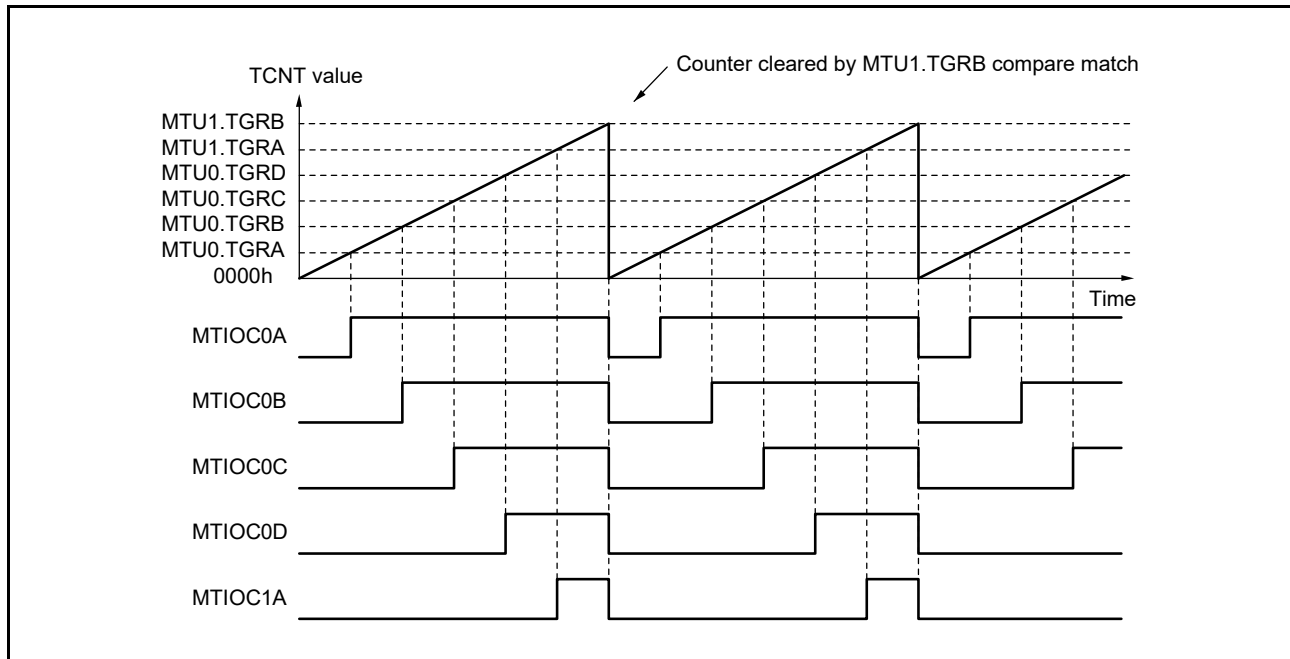 Counter cleared by MTU1.TGRB compare match
TCNT value
MTU1.TGRB
MTU1.TGRA
MTU0.TGRD
MTU0.TGRC
MTU0.TGRB
MTU0.TGRA
0000h
Time
MTIOC0A
MTIOC0B
MTIOC0C
MTIOC0D
MTIOC1A